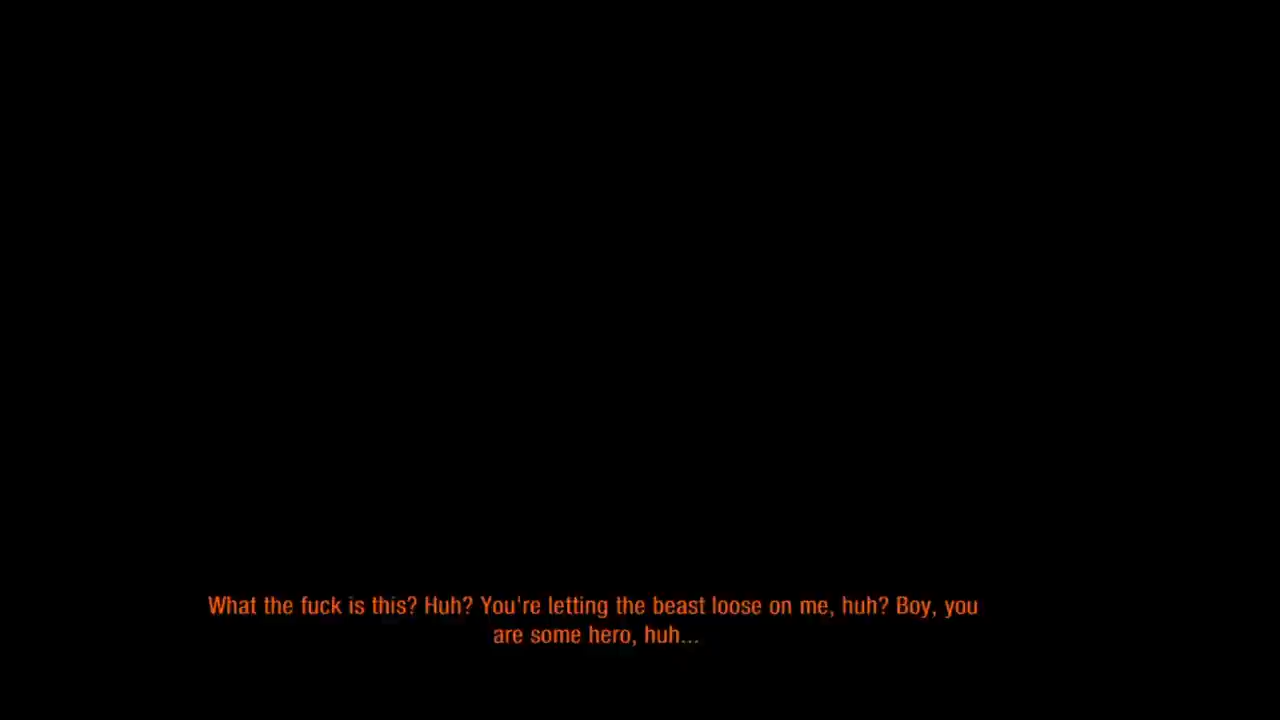 What the fuck is this? Huh? You're letting the beast loose on me, huh? Boy, you
are some hero, huh...